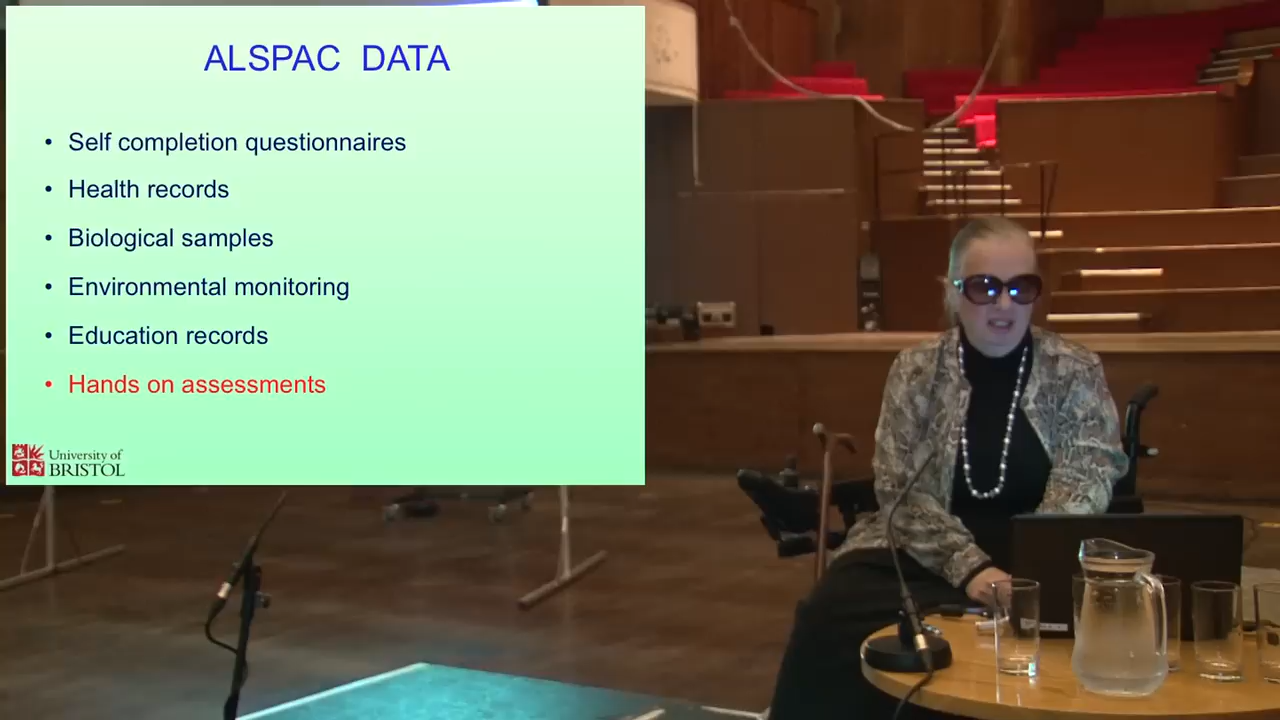 ALSPAC DATA
• Self completion questionnaires
• Health records
• Biological samples
• Environmental monitoring
• Education records
• Hands on assessments
University of
BRISTOL